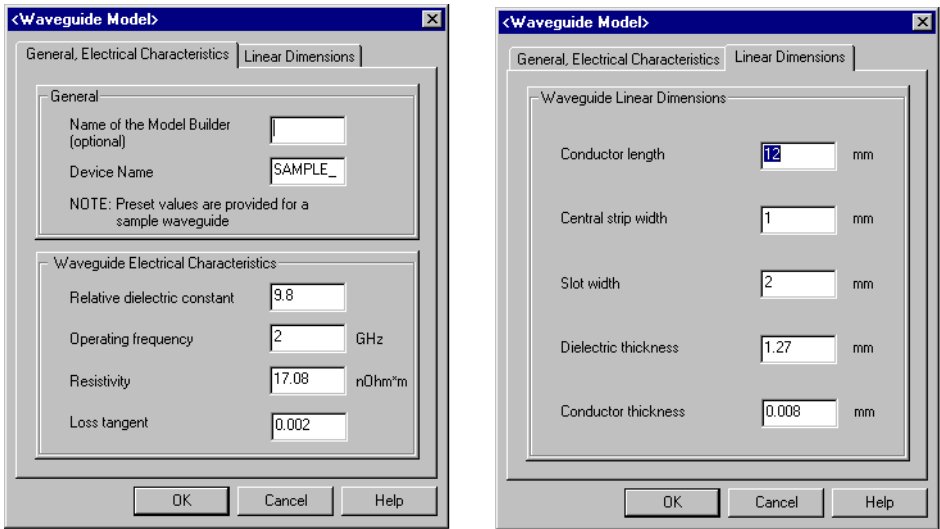 <Waveguide Model>
General, Electrical Characteristics
Linear Dimensions
General
Name of the Model Builder
(optional)
Device Name
SAMPLE_
NOTE: Preset values are provided for a
sample waveguide
Waveguide Electrical Characteristics
Relative dielectric constant
9.8
Operating frequency
2
GHz
Resistivity
17.08
nOhm*m
Loss tangent
0.002
OK
Cancel
Help
<Waveguide Model>
General, Electrical Characteristics
Linear Dimensions
Waveguide Linear Dimensions
Conductor length
12
mm
Central strip width
1
mm
Slot width
2
mm
Dielectric thickness
1.27
mm
Conductor thickness
0.008
mm
OK
Cancel
Help